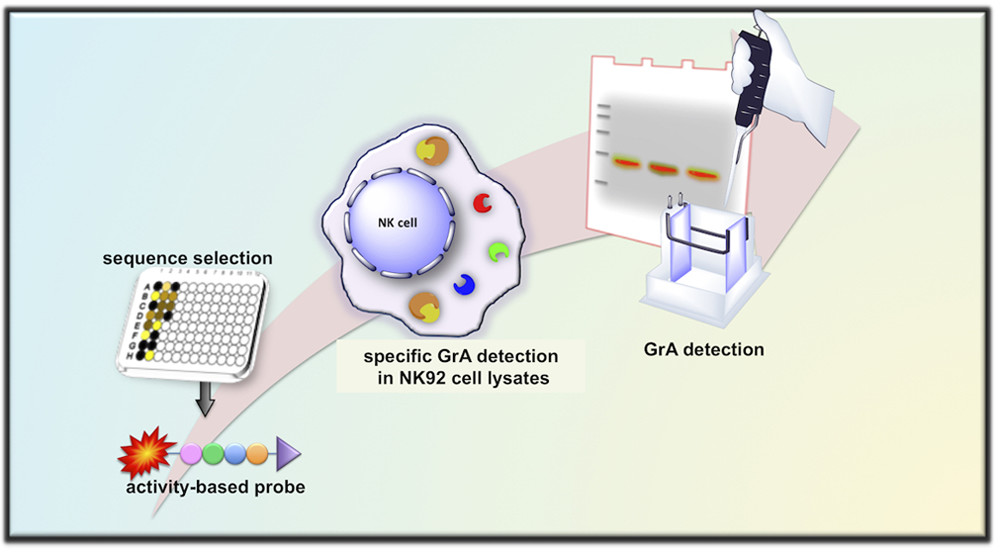 sequence selection
1 2 3 4 5 6 7 8 9 10 11
A
B
C
D
E
F
G
H
activity-based probe
NK cell
specific GrA detection
in NK92 cell lysates
GrA detection